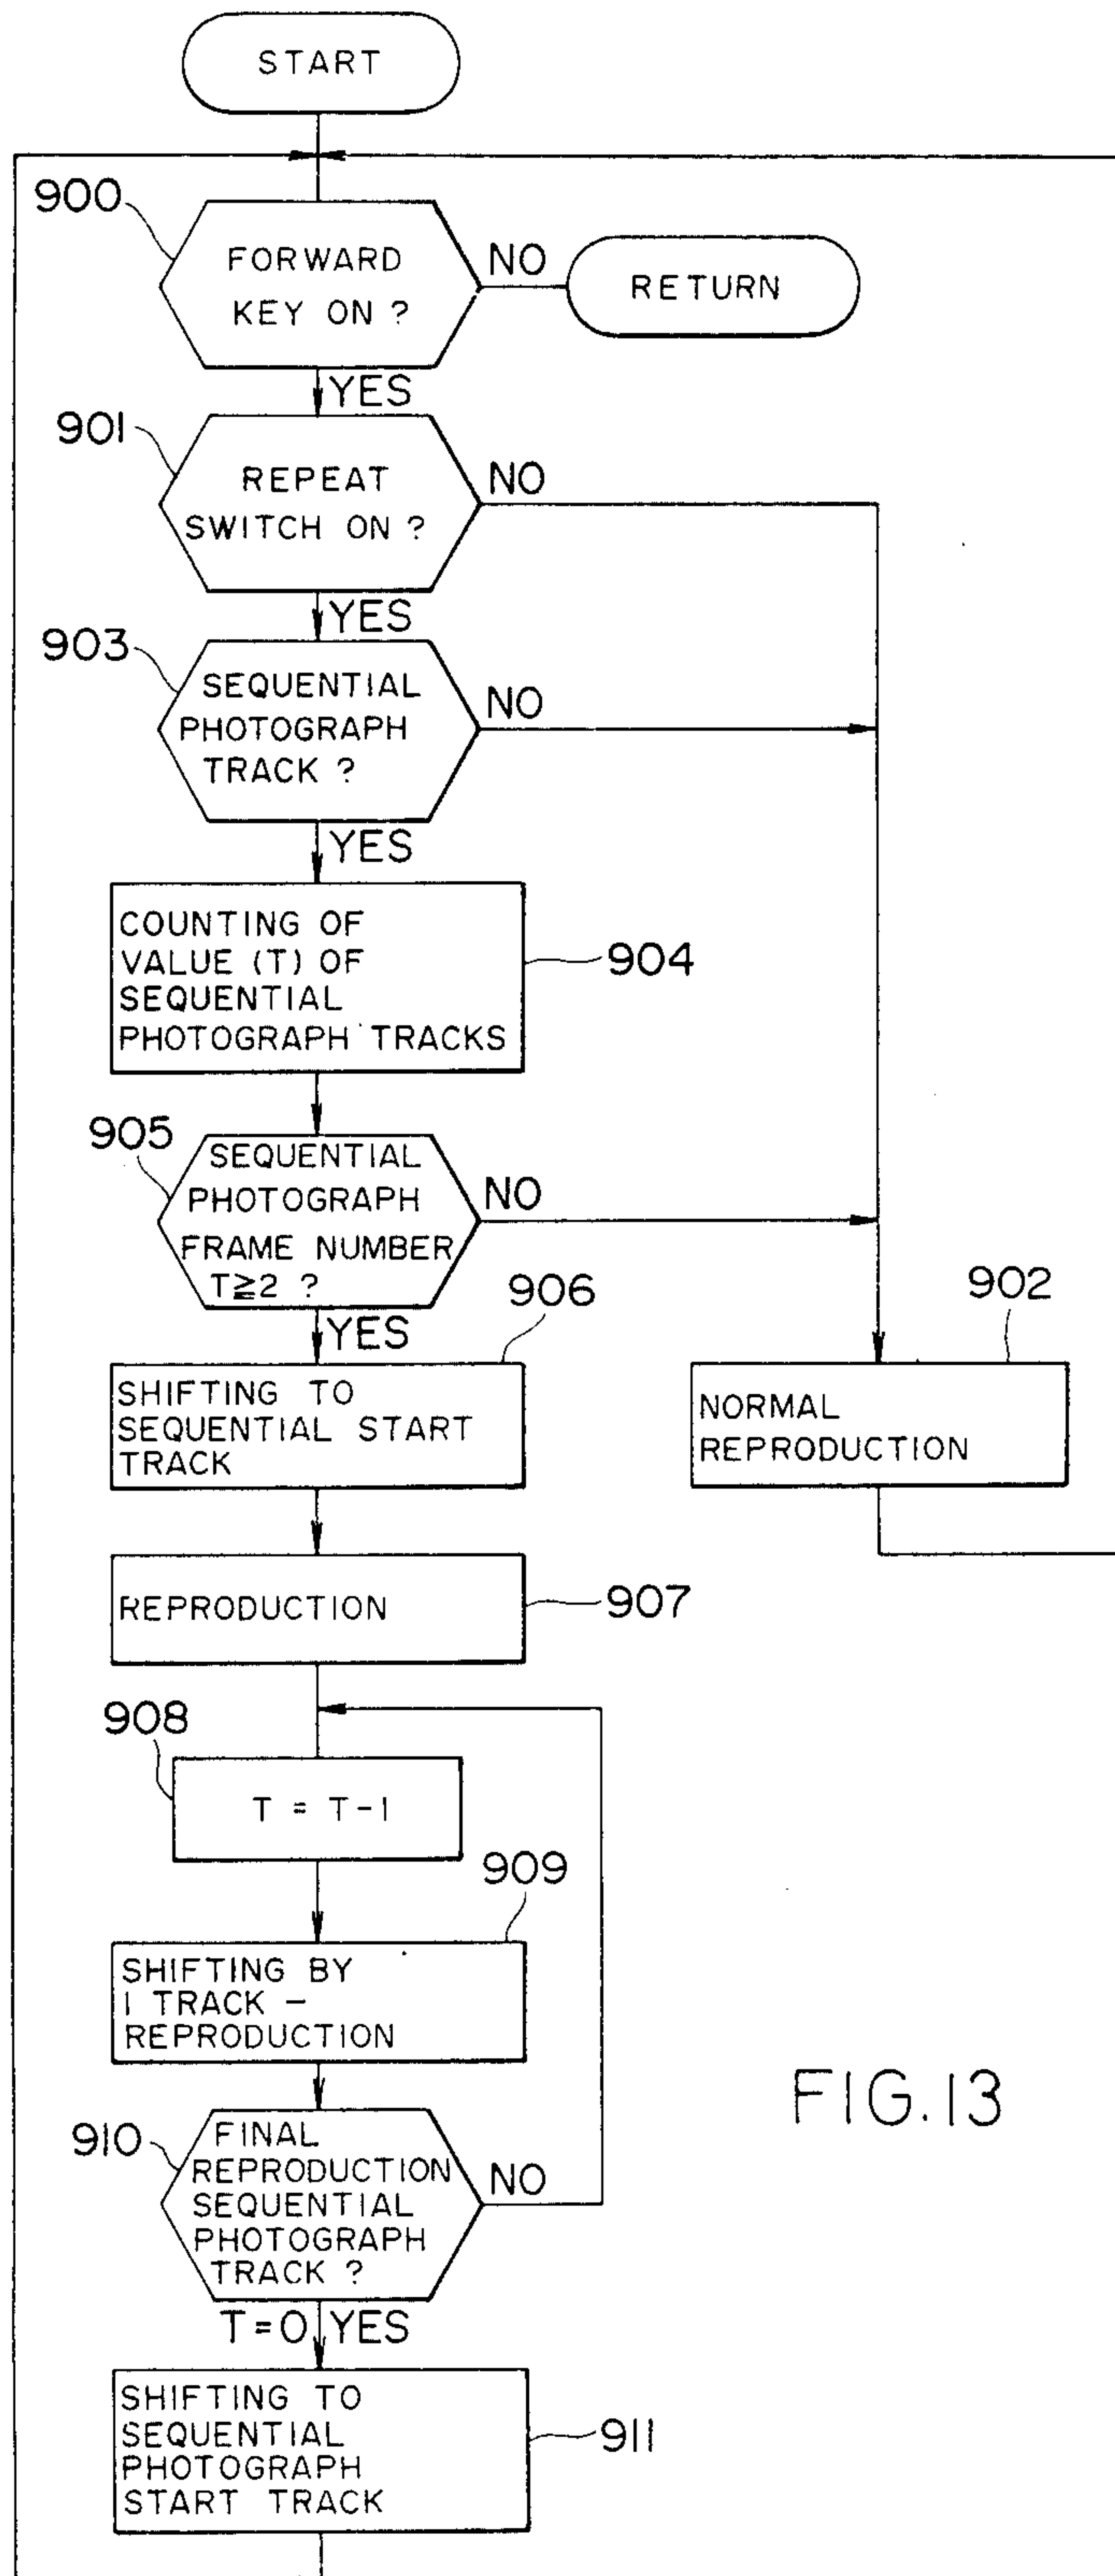 START
900
FORWARD
KEY ON ?
NO
RETURN
YES
901
REPEAT
SWITCH ON ?
NO
YES
903
SEQUENTIAL
PHOTOGRAPH
TRACK ?
NO
YES
COUNTING OF
VALUE (T) OF
SEQUENTIAL
PHOTOGRAPH TRACKS
904
905
SEQUENTIAL
PHOTOGRAPH
FRAME NUMBER
T≧2 ?
NO
YES
906
SHIFTING TO
SEQUENTIAL START
TRACK
902
NORMAL
REPRODUCTION
REPRODUCTION
907
908
T = T-1
909
SHIFTING BY
1 TRACK -
REPRODUCTION
910
FINAL
REPRODUCTION
SEQUENTIAL
PHOTOGRAPH
TRACK ?
NO
T=0 YES
SHIFTING TO
SEQUENTIAL
PHOTOGRAPH
START TRACK
911
FIG.13